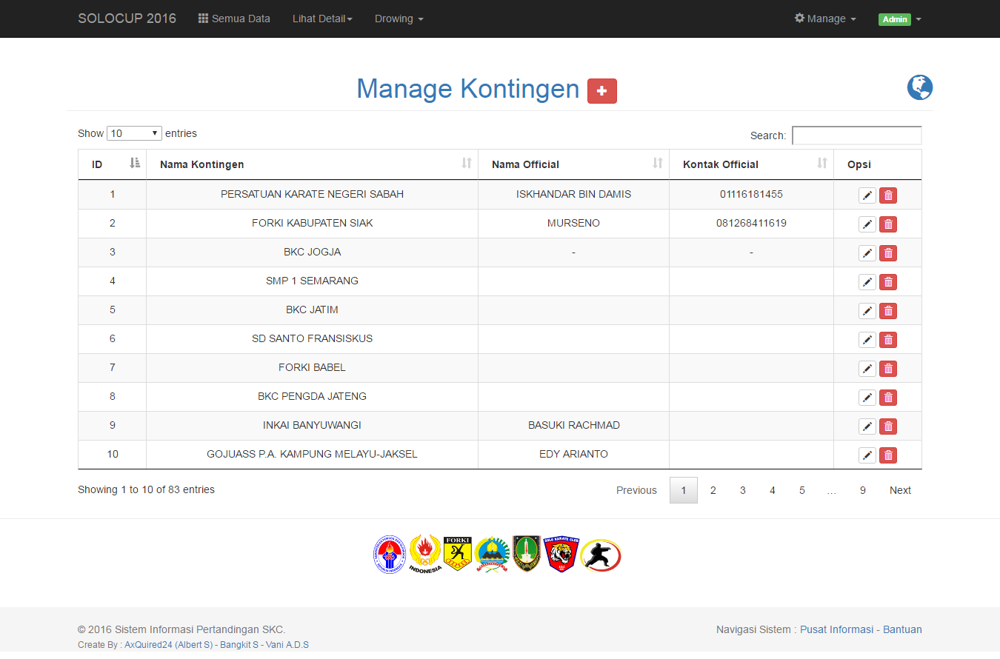 SOLOCUP 2016 Semua Data Lihat Detail Drowing Manage Admin
Manage Kontingen
Show 10 entries Search:
ID Nama Kontingen Nama Official Kontak Official Opsi
1 PERSATUAN KARATE NEGERI SABAH ISKHANDAR BIN DAMIS 01116181455
2 FORKI KABUPATEN SIAK MURSENO 081268411619
3 BKC JOGJA - -
4 SMP 1 SEMARANG
5 BKC JATIM
6 SD SANTO FRANSISKUS
7 FORKI BABEL
8 BKC PENGDA JATENG
9 INKAI BANYUWANGI BASUKI RACHMAD
10 GOJUASS P.A. KAMPUNG MELAYU-JAKSEL EDY ARIANTO
Showing 1 to 10 of 83 entries Previous 1 2 3 4 5 … 9 Next
INDONESIA
FORKI
SOLO KARATE CLUB
© 2016 Sistem Informasi Pertandingan SKC. Navigasi Sistem : Pusat Informasi - Bantuan
Create By : AxQuired24 (Albert S) - Bangkit S - Vani A.D.S